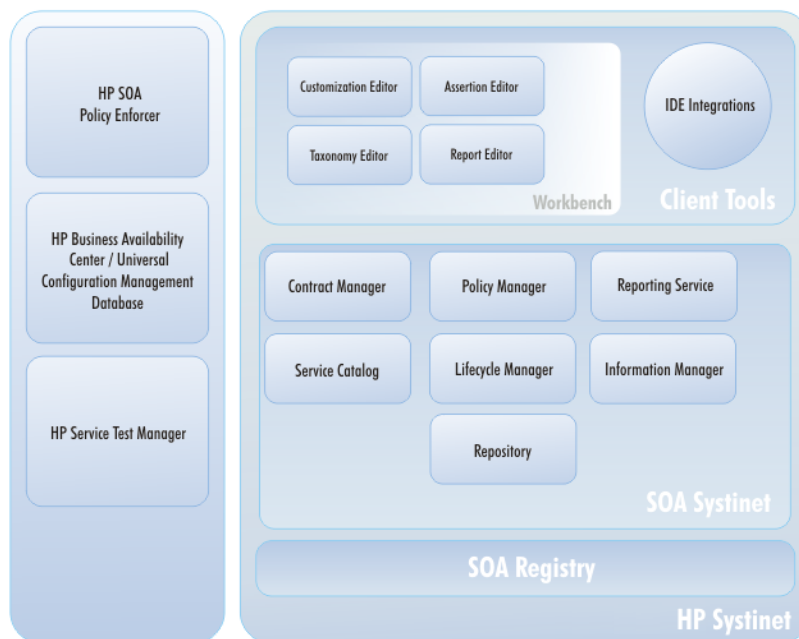 HP SOA
Policy Enforcer
HP Business Availability
Center / Universal
Configuration Management
Database
HP Service Test Manager
Customization Editor
Assertion Editor
Taxonomy Editor
Report Editor
Workbench
IDE Integrations
Client Tools
Contract Manager
Policy Manager
Reporting Service
Service Catalog
Lifecycle Manager
Information Manager
Repository
SOA Systinet
SOA Registry
HP Systinet